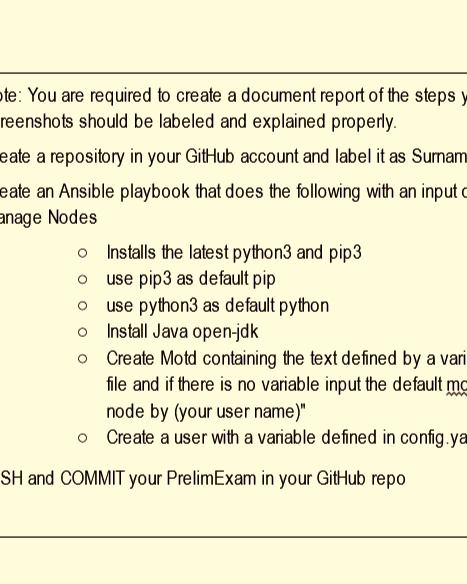 ote: You are required to create a document report of the steps y
reenshots should be labeled and explained properly.
eate a repository in your GitHub account and label it as Surnam
eate an Ansible playbook that does the following with an input c
anage Nodes
○ Installs the latest python3 and pip3
○ use pip3 as default pip
○ use python3 as default python
○ Install Java open-jdk
○ Create Motd containing the text defined by a vari
file and if there is no variable input the default mo
node by (your user name)"
○ Create a user with a variable defined in config.ya
SH and COMMIT your PrelimExam in your GitHub repo